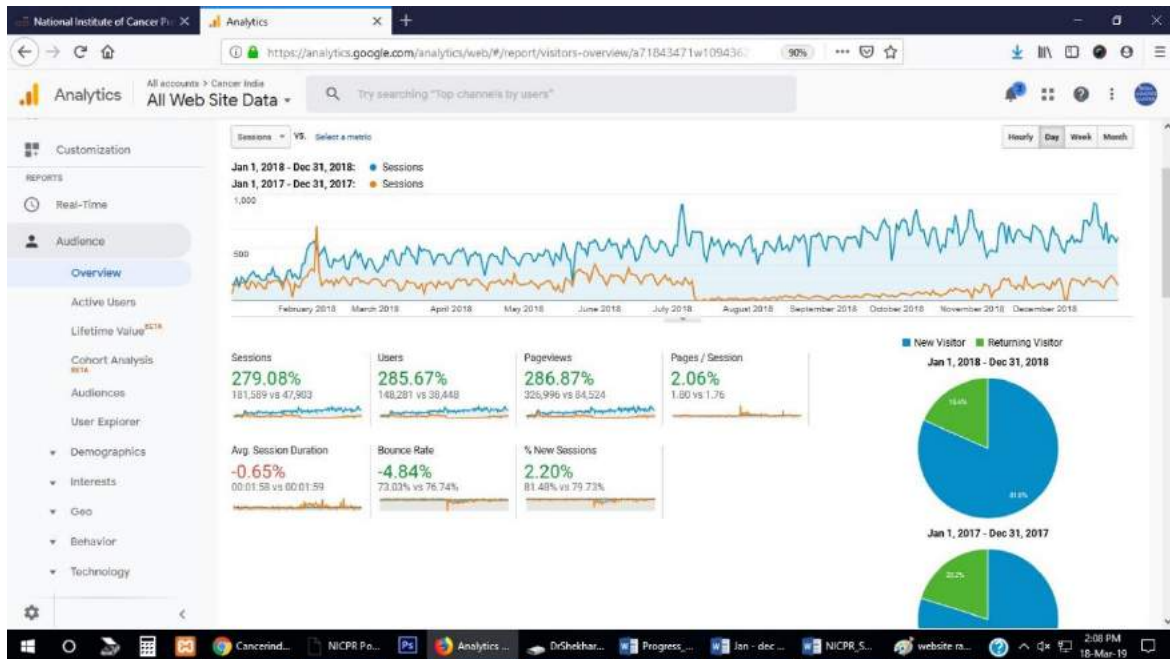 National Institute of Cancer Pr
Analytics
https://analytics.google.com/analytics/web/#/report/visitors-overview/a71843471w109436
90%
Analytics
All accounts > Cancer India
All Web Site Data
Try searching "Top channels by users"
Customization
REPORTS
Real-Time
Audience
Overview
Active Users
Lifetime Value BETA
Cohort Analysis
BETA
Audiences
User Explorer
Demographics
Interests
Geo
Behavior
Technology
Sessions VS. Select a metric
Hourly Day Week Month
Jan 1, 2018 - Dec 31, 2018: Sessions
Jan 1, 2017 - Dec 31, 2017: Sessions
1,000
500
February 2018 March 2018 April 2018 May 2018 June 2018 July 2018 August 2018 September 2018 October 2018 November 2018 December 2018
Sessions
279.08%
181,589 vs 47,903
Users
285.67%
148,281 vs 38,448
Pageviews
286.87%
326,996 vs 84,524
Pages / Session
2.06%
1.80 vs 1.76
Avg. Session Duration
-0.65%
00:01:58 vs 00:01:59
Bounce Rate
-4.84%
73.03% vs 76.74%
% New Sessions
2.20%
81.48% vs 79.73%
New Visitor Returning Visitor
Jan 1, 2018 - Dec 31, 2018
Jan 1, 2017 - Dec 31, 2017
Cancerind...
NICPR Po...
Ps
Analytics ...
DrShekhar...
Progress_...
Jan - dec ...
NICPR_S...
website ra...
2:08 PM
18-Mar-19